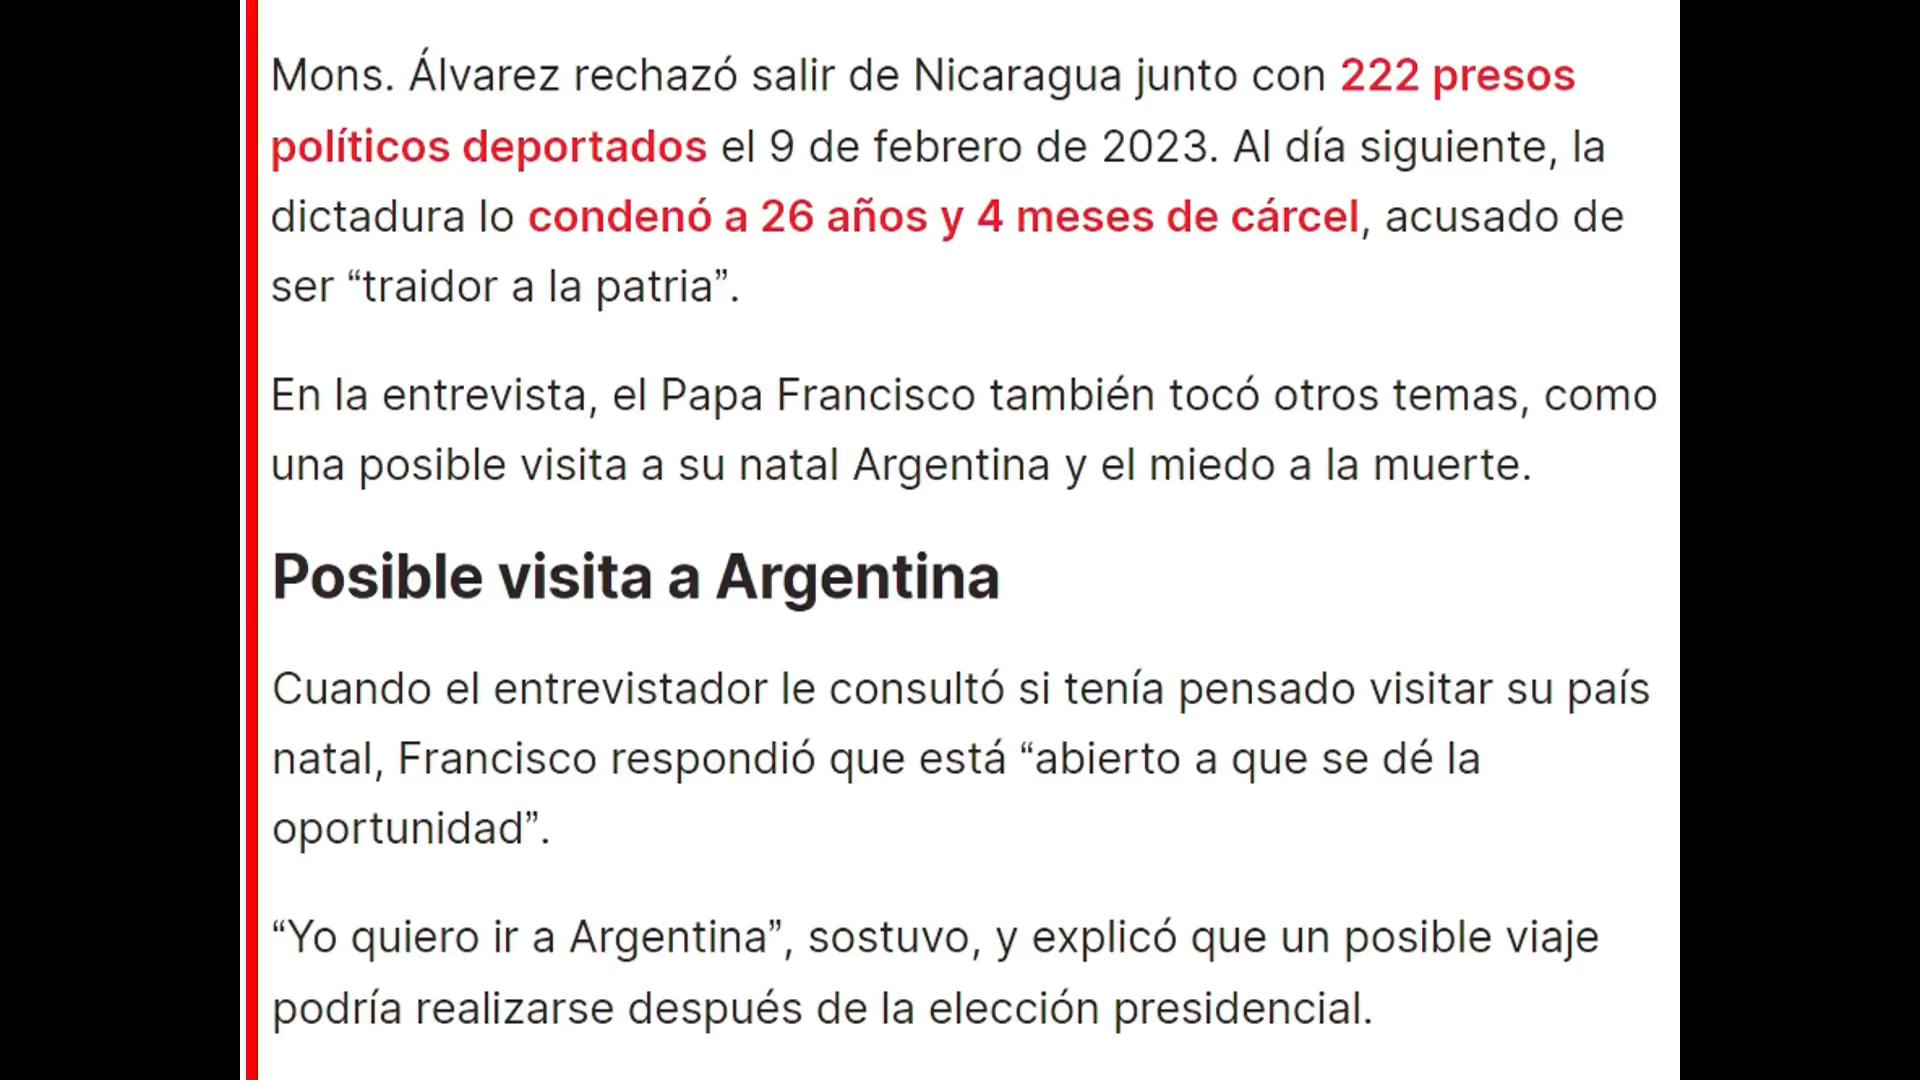 Mons. Álvarez rechazó salir de Nicaragua junto con 222 presos
políticos deportados el 9 de febrero de 2023. Al día siguiente, la
dictadura lo condenó a 26 años y 4 meses de cárcel, acusado de
ser “traidor a la patria”.
En la entrevista, el Papa Francisco también tocó otros temas, como
una posible visita a su natal Argentina y el miedo a la muerte.
Posible visita a Argentina
Cuando el entrevistador le consultó si tenía pensado visitar su país
natal, Francisco respondió que está “abierto a que se dé la
oportunidad”.
“Yo quiero ir a Argentina”, sostuvo, y explicó que un posible viaje
podría realizarse después de la elección presidencial.